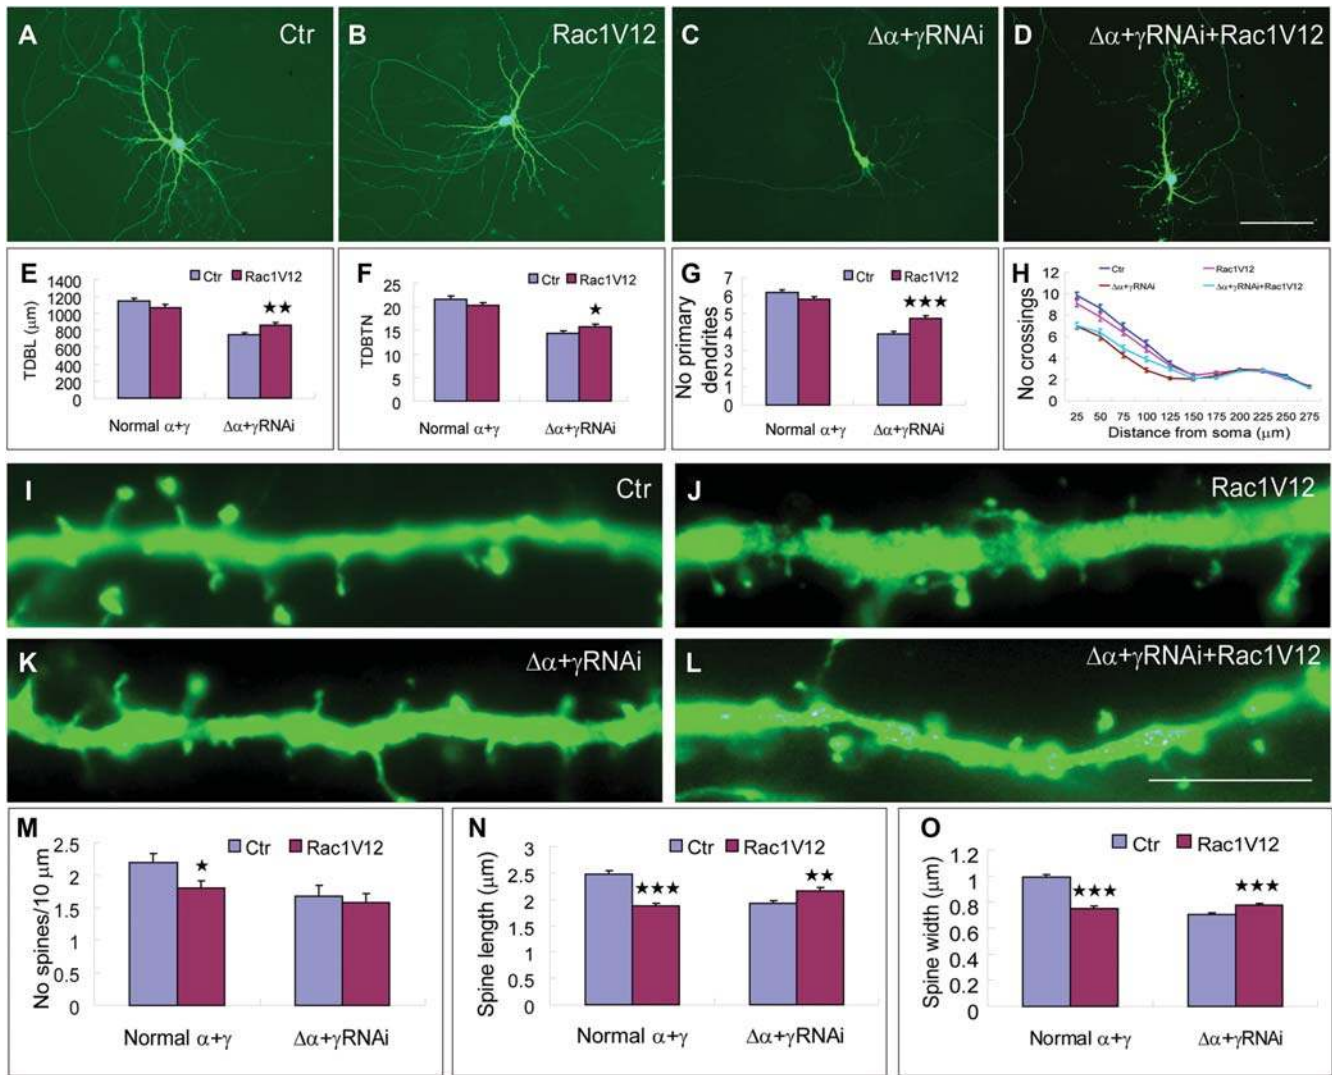 A Ctr
B Rac1V12
C Δα+γRNAi
D Δα+γRNAi+Rac1V12
E
Ctr Rac1V12
TDBL (μm)
1400
1200
1000
800
600
400
200
0
★★
Normal α+γ Δα+γRNAi
F
Ctr Rac1V12
TDBTN
25
20
15
10
5
0
★
Normal α+γ Δα+γRNAi
G
Ctr Rac1V12
No primary
dendrites
7
6
5
4
3
2
1
0
★★★
Normal α+γ Δα+γRNAi
H
Ctr Rac1V12
Δα+γRNAi Δα+γRNAi+Rac1V12
No crossings
12
10
8
6
4
2
0
25 50 75 100 125 150 175 200 225 250 275
Distance from soma (μm)
I Ctr
J Rac1V12
K Δα+γRNAi
L Δα+γRNAi+Rac1V12
M
Ctr Rac1V12
No spines/10 μm
2.5
2
1.5
1
0.5
0
★
Normal α+γ Δα+γRNAi
N
Ctr Rac1V12
Spine length (μm)
3
2.5
2
1.5
1
0.5
0
★★★ ★★
Normal α+γ Δα+γRNAi
O
Ctr Rac1V12
Spine width (μm)
1.2
1
0.8
0.6
0.4
0.2
0
★★★ ★★★
Normal α+γ Δα+γRNAi